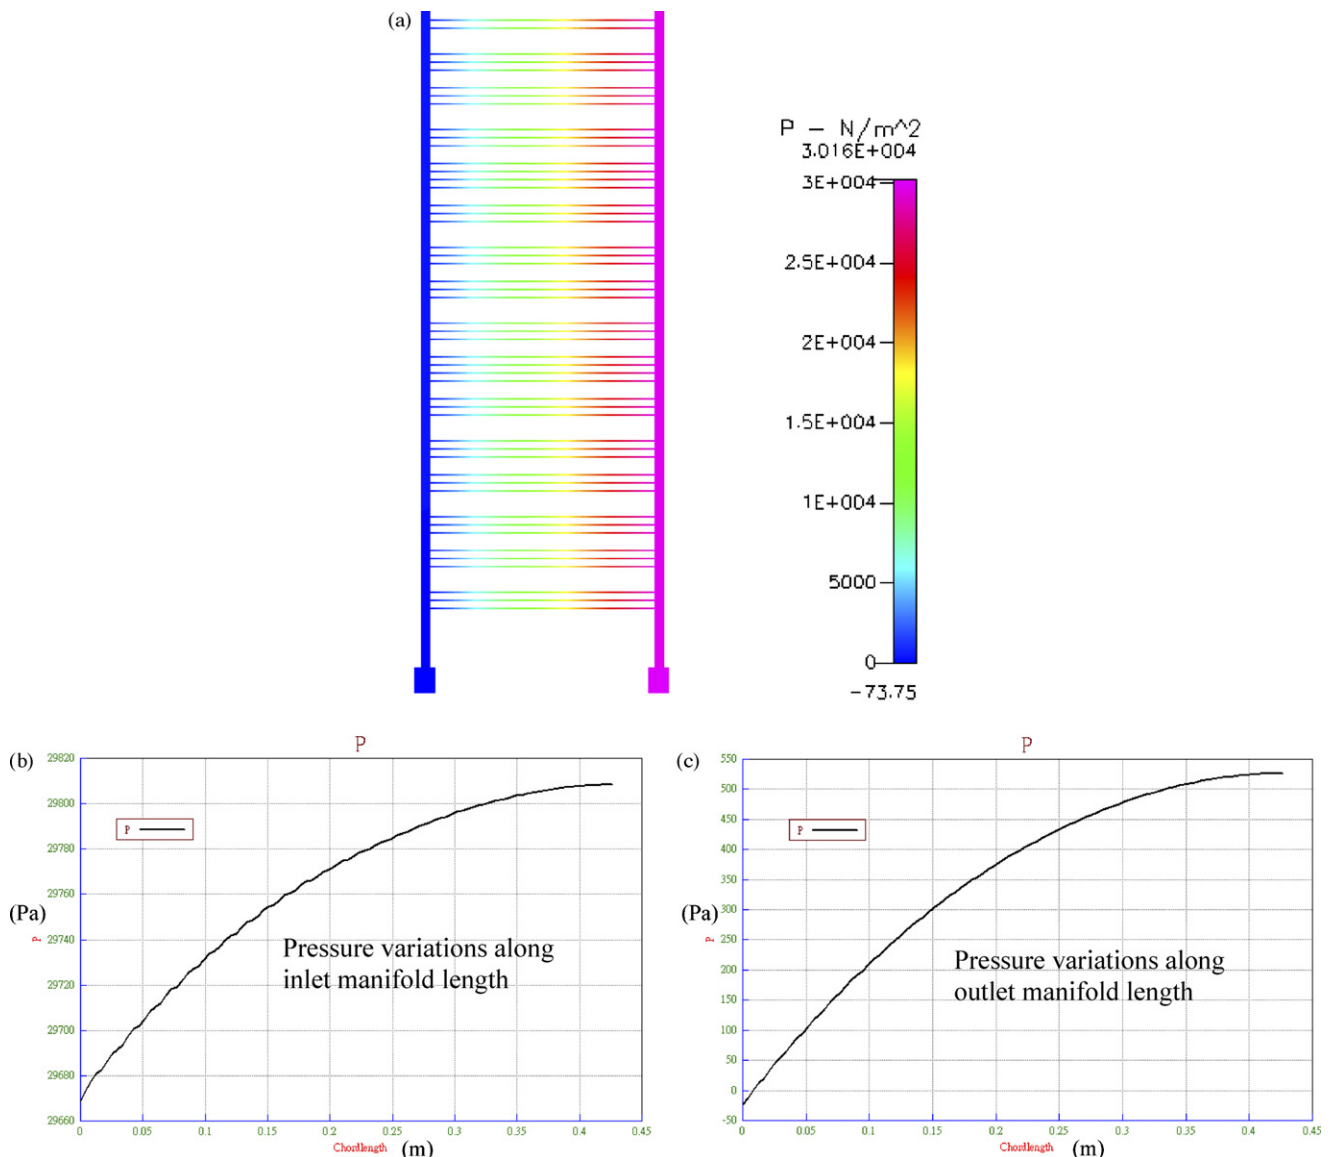 (a)
P - N/m^2
3.016E+004
3E+004
2.5E+004
2E+004
1.5E+004
1E+004
5000
0
-73.75
(b)
P
29820
29800
29780
29760
29740
29720
29700
29680
29660
P
(Pa)
P
Pressure variations along
inlet manifold length
0 0.05 0.1 0.15 0.2 0.25 0.3 0.35 0.4 0.45
Chordlength (m)
(c)
P
550
500
450
400
350
300
250
200
150
100
50
0
-50
P
(Pa)
P
Pressure variations along
outlet manifold length
0 0.05 0.1 0.15 0.2 0.25 0.3 0.35 0.4 0.45
Chordlength (m)